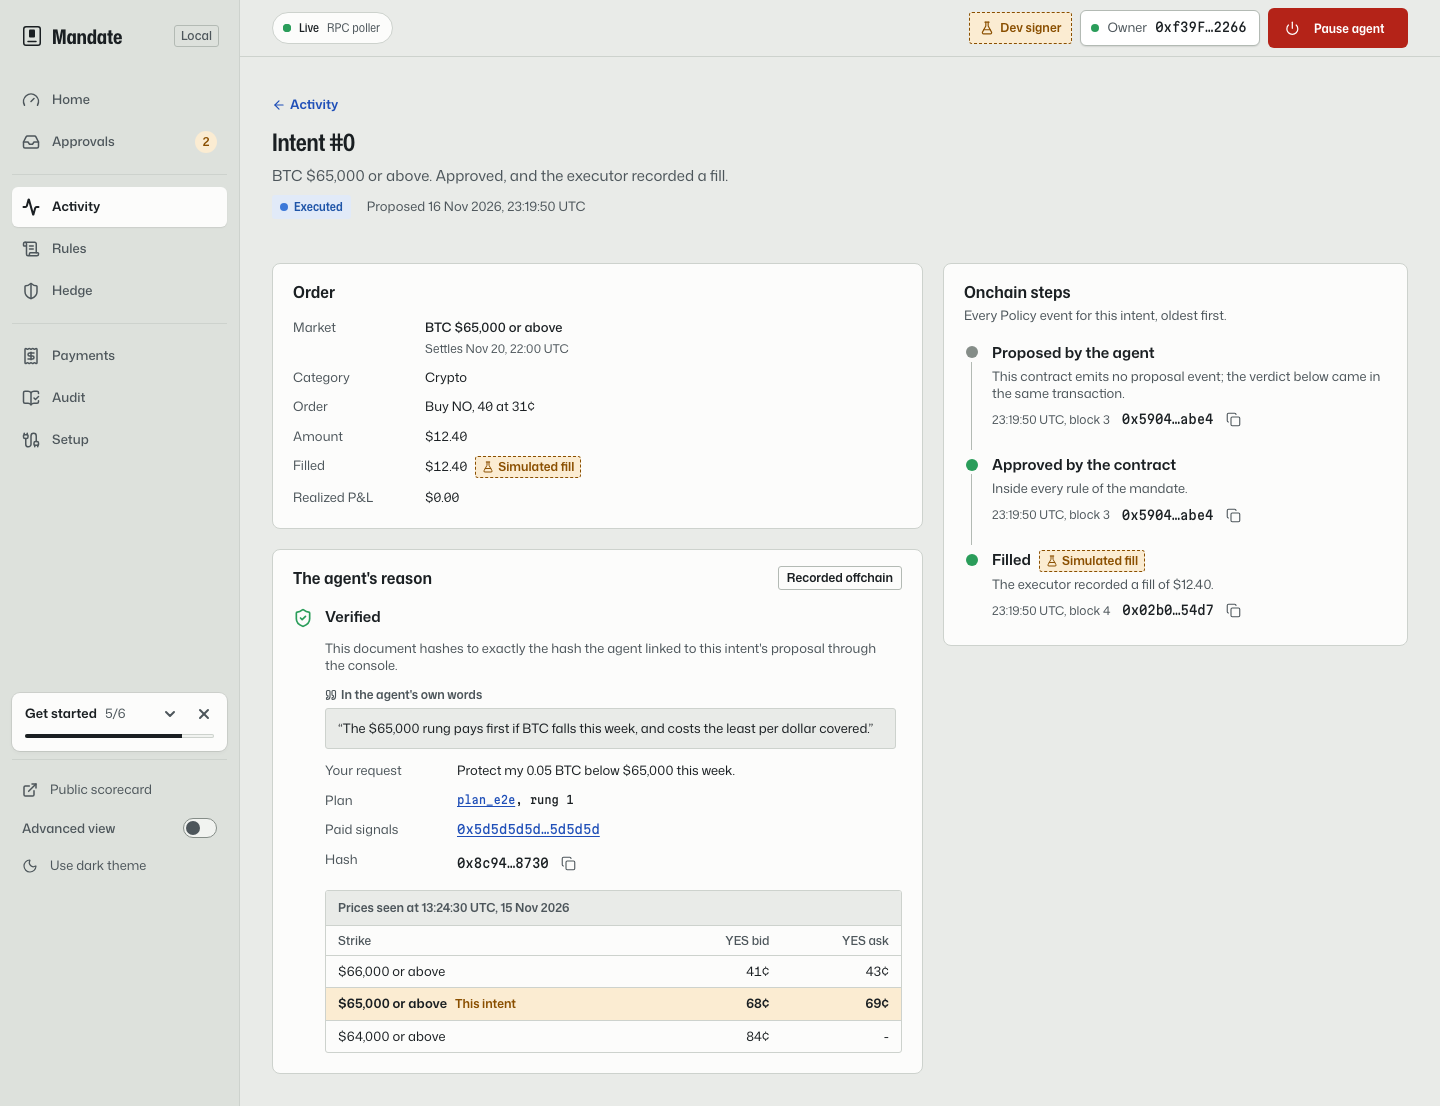 Mandate
Local
Home
Approvals 2
Activity
Rules
Hedge
Payments
Audit
Setup
Get started 5/6
Public scorecard
Advanced view
Use dark theme
Live RPC poller
Dev signer
Owner 0xf39F…2266
Pause agent
Activity
Intent #0
BTC $65,000 or above. Approved, and the executor recorded a fill.
Executed Proposed 16 Nov 2026, 23:19:50 UTC
Order
Market BTC $65,000 or above
Settles Nov 20, 22:00 UTC
Category Crypto
Order Buy NO, 40 at 31¢
Amount $12.40
Filled $12.40 Simulated fill
Realized P&L $0.00
The agent's reason
Recorded offchain
Verified
This document hashes to exactly the hash the agent linked to this intent's proposal through
the console.
In the agent's own words
“The $65,000 rung pays first if BTC falls this week, and costs the least per dollar covered.”
Your request Protect my 0.05 BTC below $65,000 this week.
Plan plan_e2e, rung 1
Paid signals 0x5d5d5d5d…5d5d5d
Hash 0x8c94…8730
Prices seen at 13:24:30 UTC, 15 Nov 2026
Strike YES bid YES ask
$66,000 or above 41¢ 43¢
$65,000 or above This intent 68¢ 69¢
$64,000 or above 84¢ -
Onchain steps
Every Policy event for this intent, oldest first.
Proposed by the agent
This contract emits no proposal event; the verdict below came in
the same transaction.
23:19:50 UTC, block 3 0x5904…abe4
Approved by the contract
Inside every rule of the mandate.
23:19:50 UTC, block 3 0x5904…abe4
Filled Simulated fill
The executor recorded a fill of $12.40.
23:19:50 UTC, block 4 0x02b0…54d7